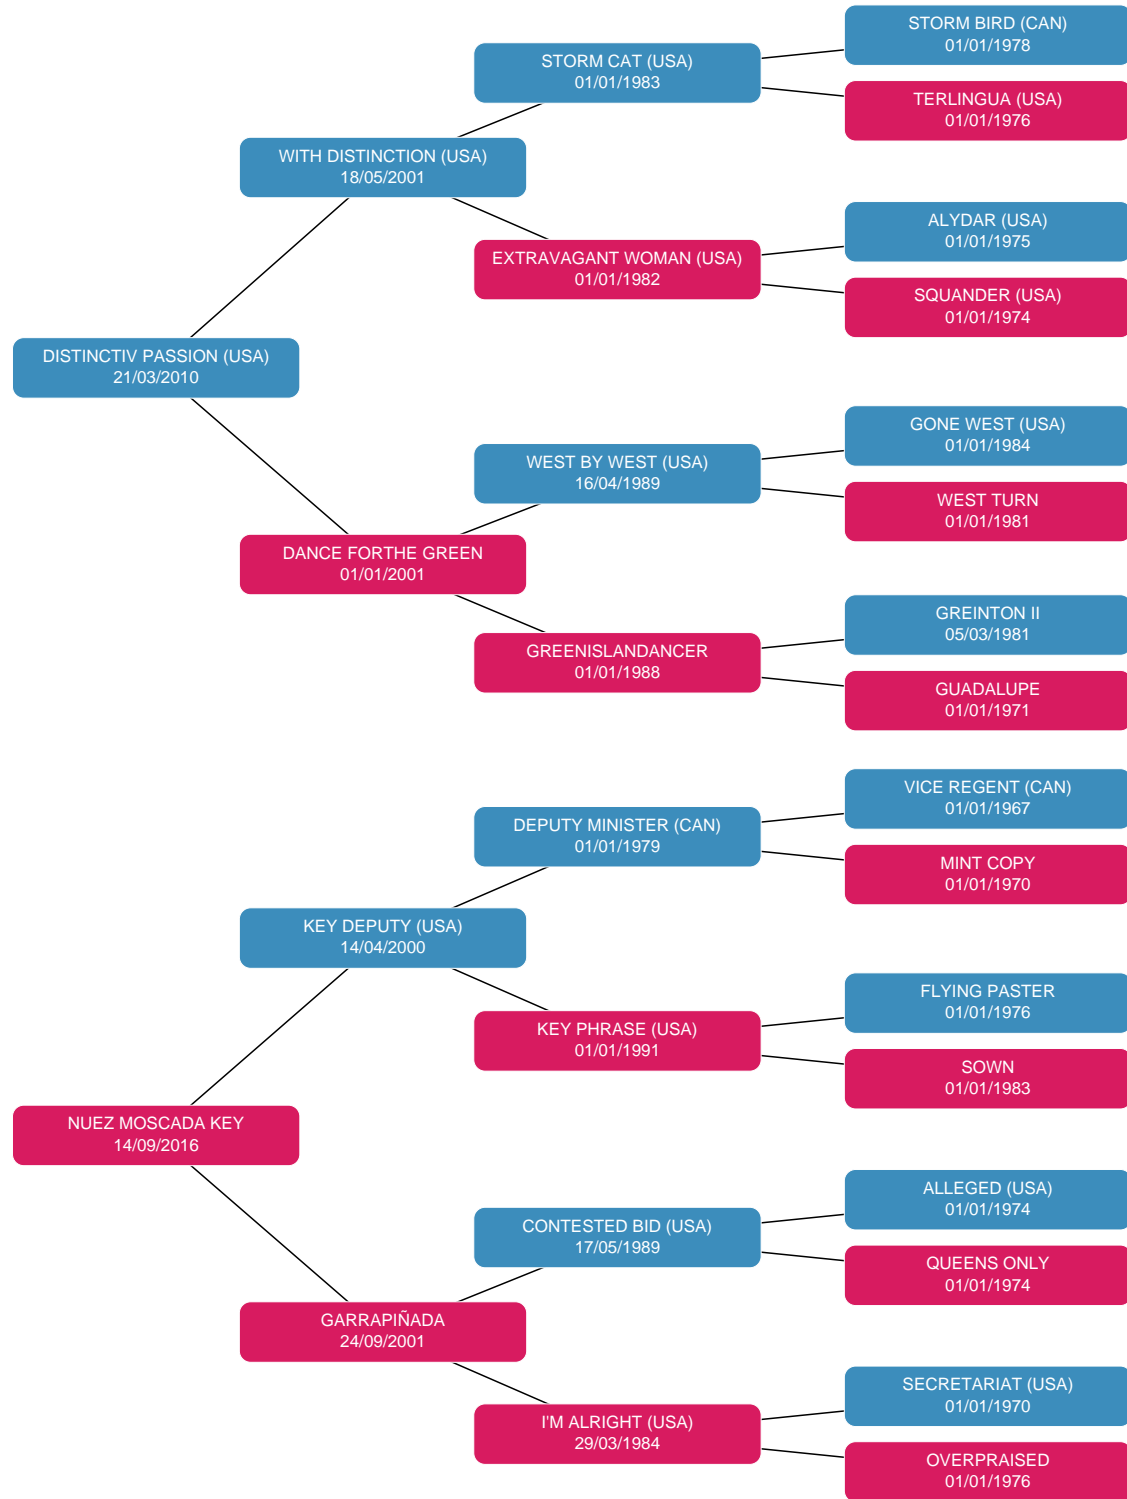 STORM BIRD (CAN)
01/01/1978
STORM CAT (USA)
01/01/1983
TERLINGUA (USA)
01/01/1976
WITH DISTINCTION (USA)
18/05/2001
ALYDAR (USA)
01/01/1975
EXTRAVAGANT WOMAN (USA)
01/01/1982
SQUANDER (USA)
01/01/1974
DISTINCTIV PASSION (USA)
21/03/2010
GONE WEST (USA)
01/01/1984
WEST BY WEST (USA)
16/04/1989
WEST TURN
01/01/1981
DANCE FORTHE GREEN
01/01/2001
GREINTON II
05/03/1981
GREENISLANDANCER
01/01/1988
GUADALUPE
01/01/1971
VICE REGENT (CAN)
01/01/1967
DEPUTY MINISTER (CAN)
01/01/1979
MINT COPY
01/01/1970
KEY DEPUTY (USA)
14/04/2000
FLYING PASTER
01/01/1976
KEY PHRASE (USA)
01/01/1991
SOWN
01/01/1983
NUEZ MOSCADA KEY
14/09/2016
ALLEGED (USA)
01/01/1974
CONTESTED BID (USA)
17/05/1989
QUEENS ONLY
01/01/1974
GARRAPIÑADA
24/09/2001
SECRETARIAT (USA)
01/01/1970
I'M ALRIGHT (USA)
29/03/1984
OVERPRAISED
01/01/1976